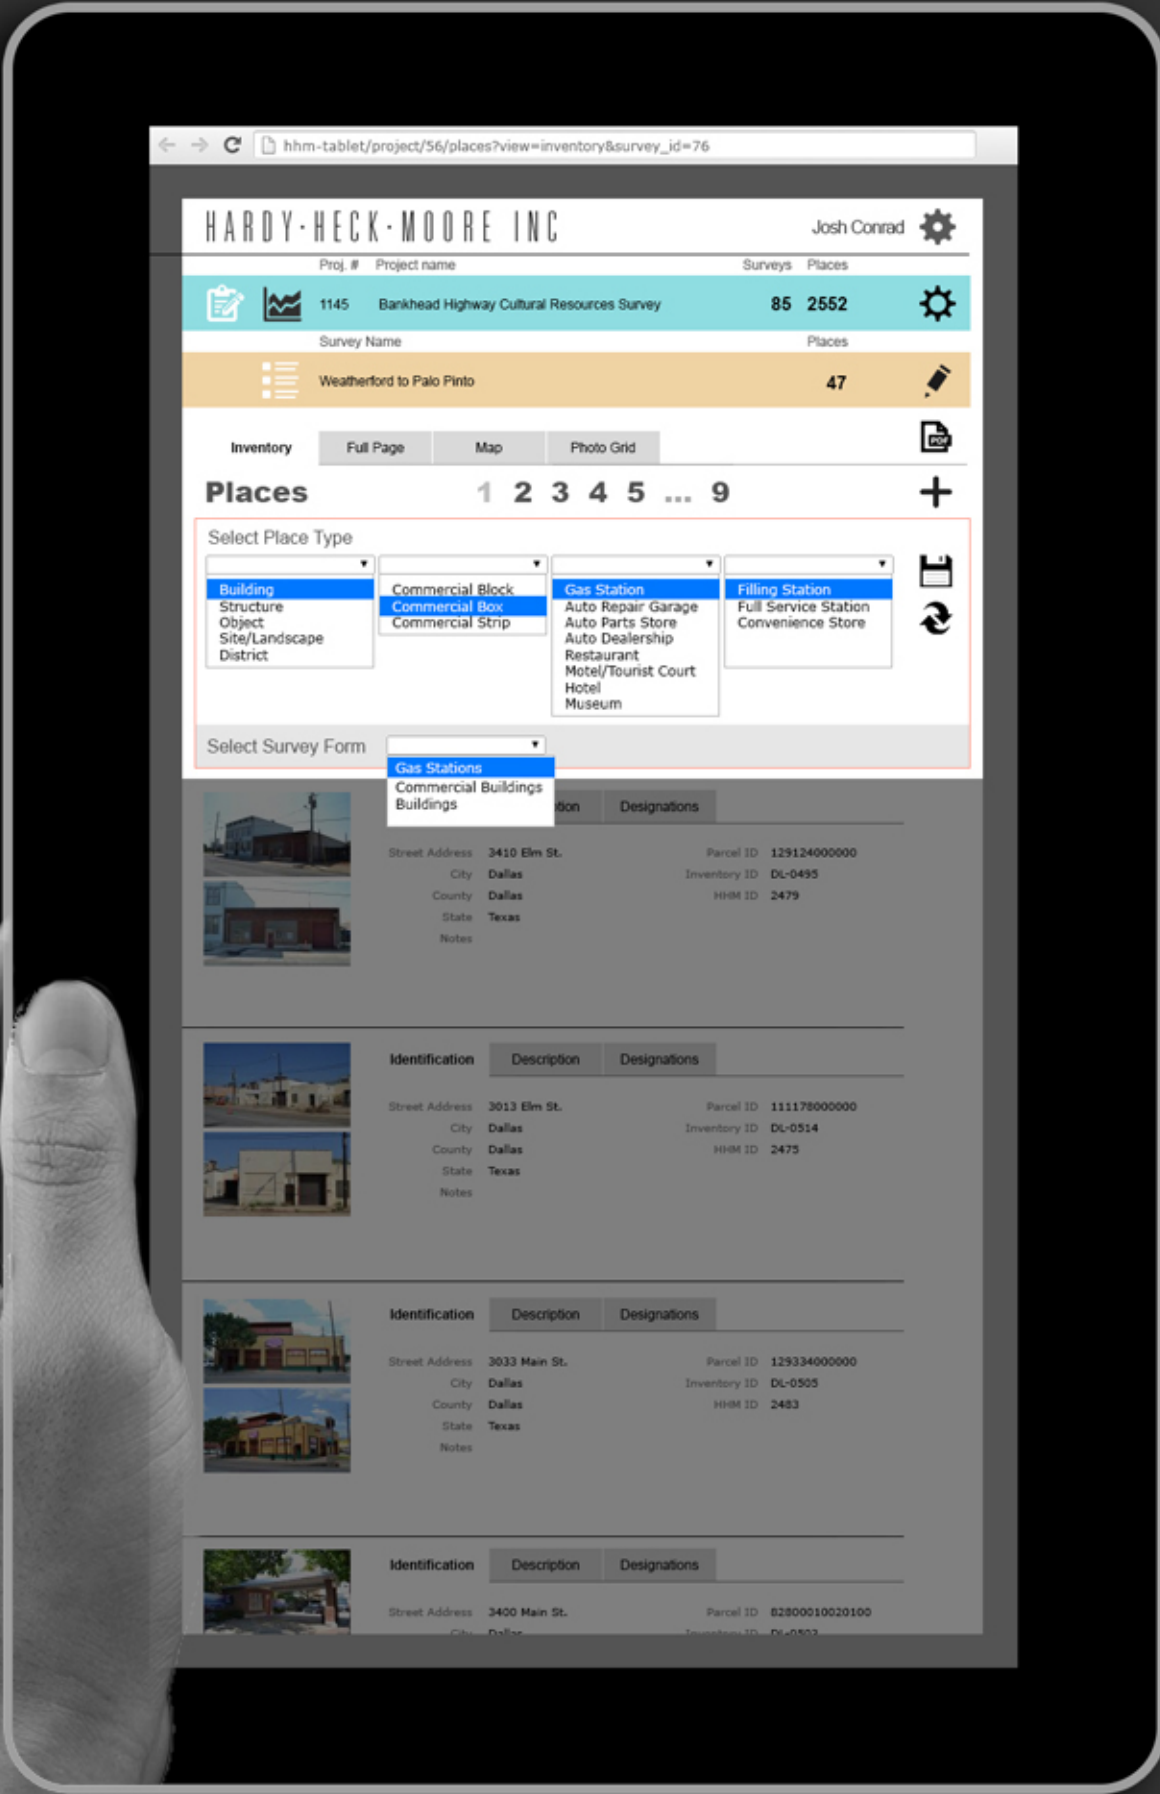 hhm-tablet/project/56/places?view=inventory&survey_id=76
HARDY·HECK·MOORE INC
Josh Conrad
Proj. # Project name Surveys Places
1145 Bankhead Highway Cultural Resources Survey 85 2552
Survey Name Places
Weatherford to Palo Pinto 47
PDF
Inventory Full Page Map Photo Grid
Places 1 2 3 4 5 ... 9
Select Place Type
Building Commercial Block Gas Station Filling Station
Structure Commercial Box Auto Repair Garage Full Service Station
Object Commercial Strip Auto Parts Store Convenience Store
Site/Landscape Auto Dealership
District Restaurant
Motel/Tourist Court
Hotel
Museum
Select Survey Form
Gas Stations
Commercial Buildings
Buildings
Designations
Street Address 3410 Elm St. Parcel ID 129124000000
City Dallas Inventory ID DL-0495
County Dallas HHM ID 2479
State Texas
Notes
Identification Description Designations
Street Address 3013 Elm St. Parcel ID 111178000000
City Dallas Inventory ID DL-0514
County Dallas HHM ID 2475
State Texas
Notes
Identification Description Designations
Street Address 3033 Main St. Parcel ID 129334000000
City Dallas Inventory ID DL-0505
County Dallas HHM ID 2483
State Texas
Notes
Identification Description Designations
Street Address 3400 Main St. Parcel ID 82800010020100
City Dallas Inventory ID DL-0502